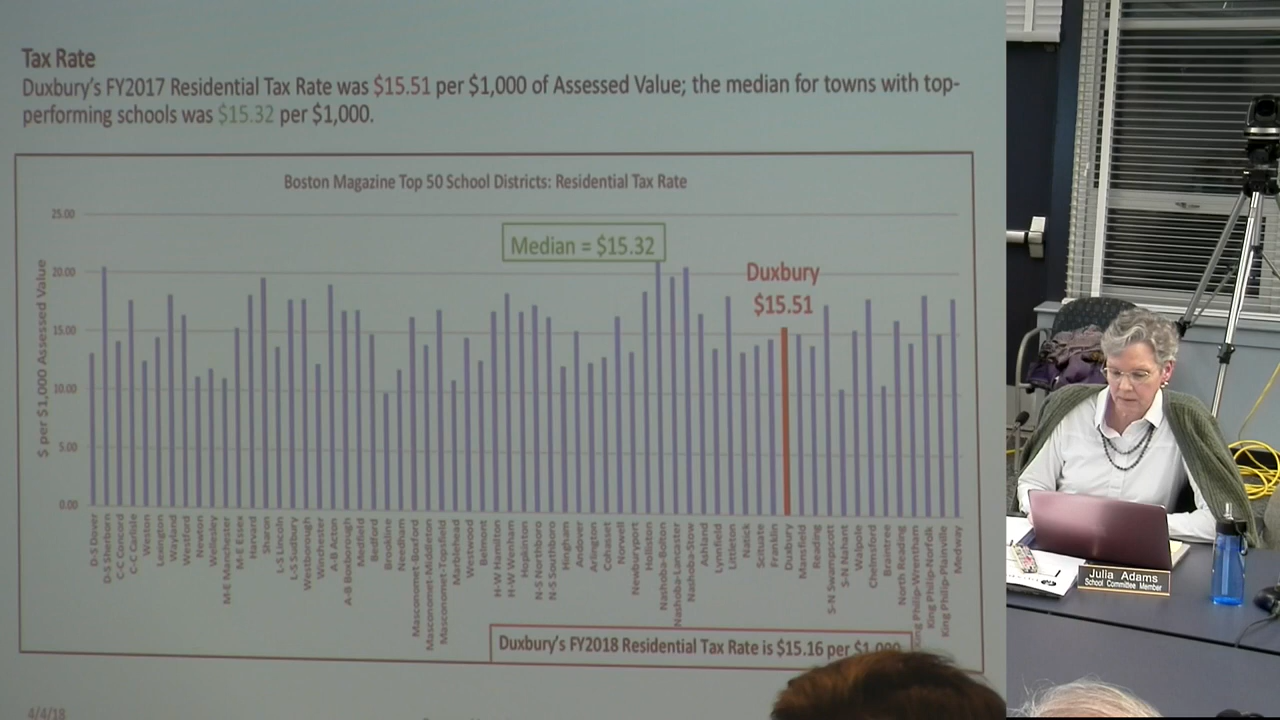 Tax Rate
Duxbury's FY2017 Residential Tax Rate was $15.51 per $1,000 of Assessed Value; the median for towns with top-
performing schools was $15.32 per $1,000.
Boston Magazine Top 50 School Districts: Residential Tax Rate
$ per $1,000 Assessed Value
25.00
20.00
15.00
10.00
5.00
0.00
Median = $15.32
Duxbury
$15.51
D-S Dover
D-S Sherborn
C-C Concord
C-C Carlisle
Weston
Lexington
Wayland
Westford
Newton
Wellesley
M-E Manchester
M-E Essex
Harvard
Sharon
L-S Lincoln
L-S Sudbury
Westborough
Winchester
A-B Acton
A-B Boxborough
Medfield
Bedford
Brookline
Needham
Masconomet-Boxford
Masconomet-Middleton
Masconomet-Topsfield
Marblehead
Westwood
Belmont
H-W Hamilton
H-W Wenham
Hopkinton
N-S Northboro
N-S Southboro
Hingham
Andover
Arlington
Cohasset
Norwell
Newburyport
Holliston
Nashoba-Bolton
Nashoba-Lancaster
Nashoba-Stow
Ashland
Lynnfield
Littleton
Natick
Scituate
Franklin
Duxbury
Mansfield
Reading
S-N Swampscott
S-N Nahant
Walpole
Chelmsford
Braintree
North Reading
King Philip-Wrentham
King Philip-Norfolk
King Philip-Plainville
Medway
Duxbury's FY2018 Residential Tax Rate is $15.16 per $1,000
4/4/18
Julia Adams
School Committee Member